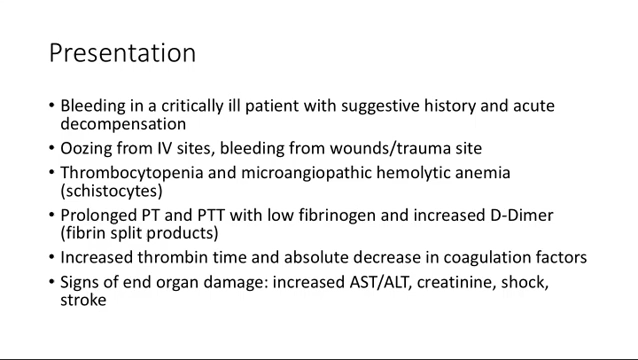 Presentation
• Bleeding in a critically ill patient with suggestive history and acute
decompensation
• Oozing from IV sites, bleeding from wounds/trauma site
• Thrombocytopenia and microangiopathic hemolytic anemia
(schistocytes)
• Prolonged PT and PTT with low fibrinogen and increased D-Dimer
(fibrin split products)
• Increased thrombin time and absolute decrease in coagulation factors
• Signs of end organ damage: increased AST/ALT, creatinine, shock,
stroke